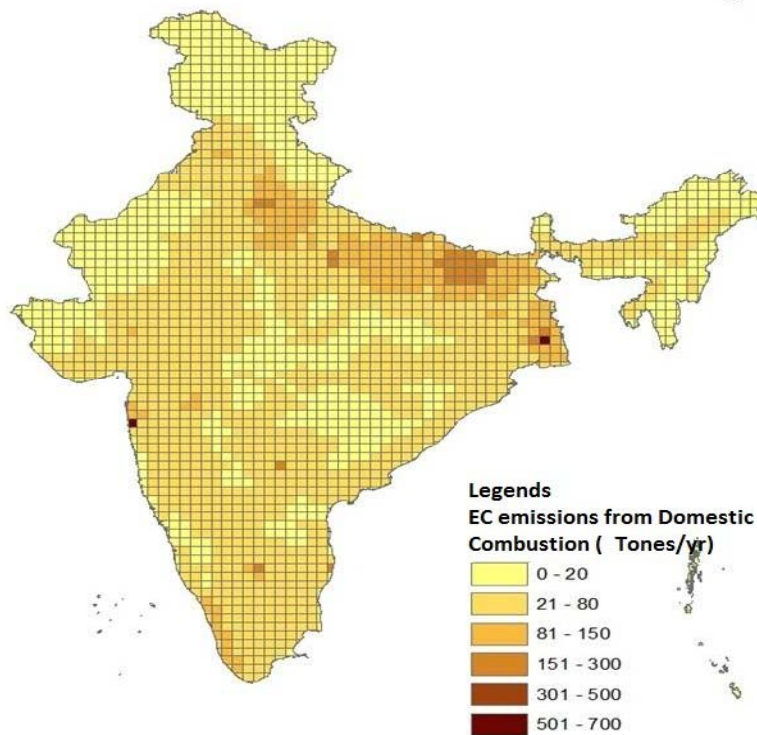 Legends
EC emissions from Domestic
Combustion ( Tones/yr)
0 - 20
21 - 80
81 - 150
151 - 300
301 - 500
501 - 700